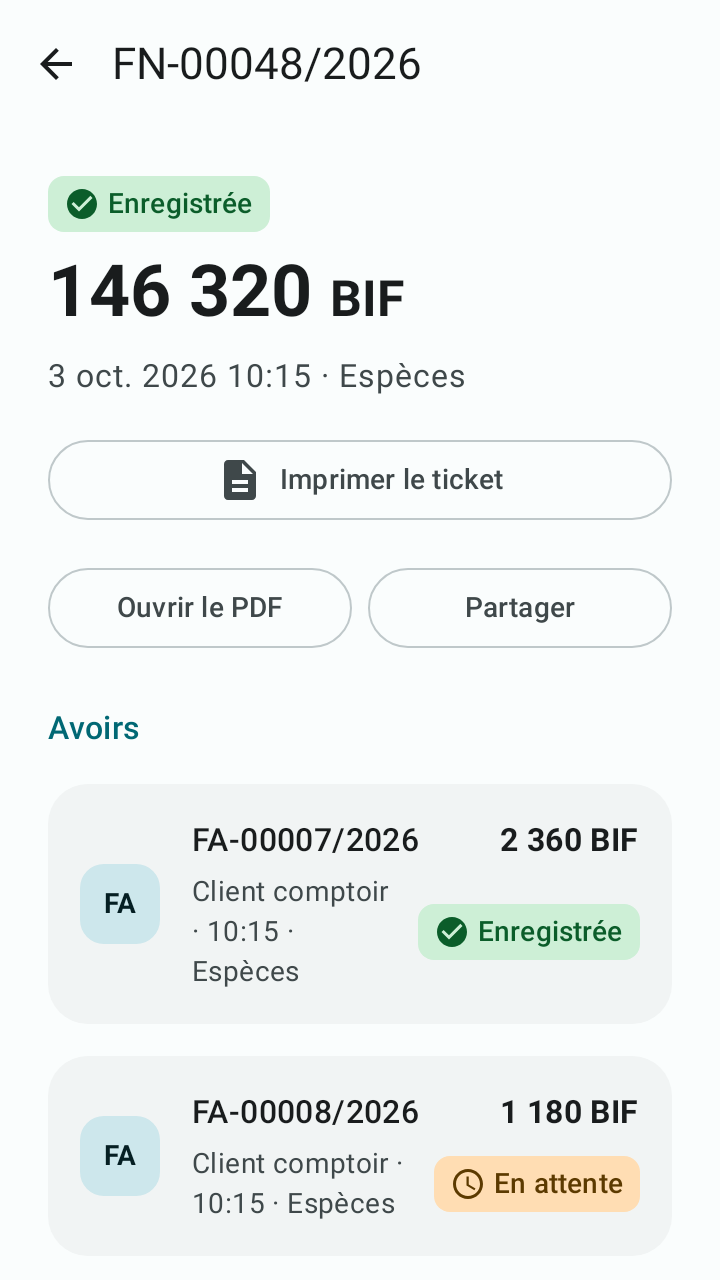 FN-00048/2026
Enregistrée
146 320 BIF
3 oct. 2026 10:15 · Espèces
Imprimer le ticket
Ouvrir le PDF
Partager
Avoirs
FA
FA-00007/2026
2 360 BIF
Client comptoir
· 10:15 ·
Espèces
Enregistrée
FA
FA-00008/2026
1 180 BIF
Client comptoir ·
10:15 · Espèces
En attente